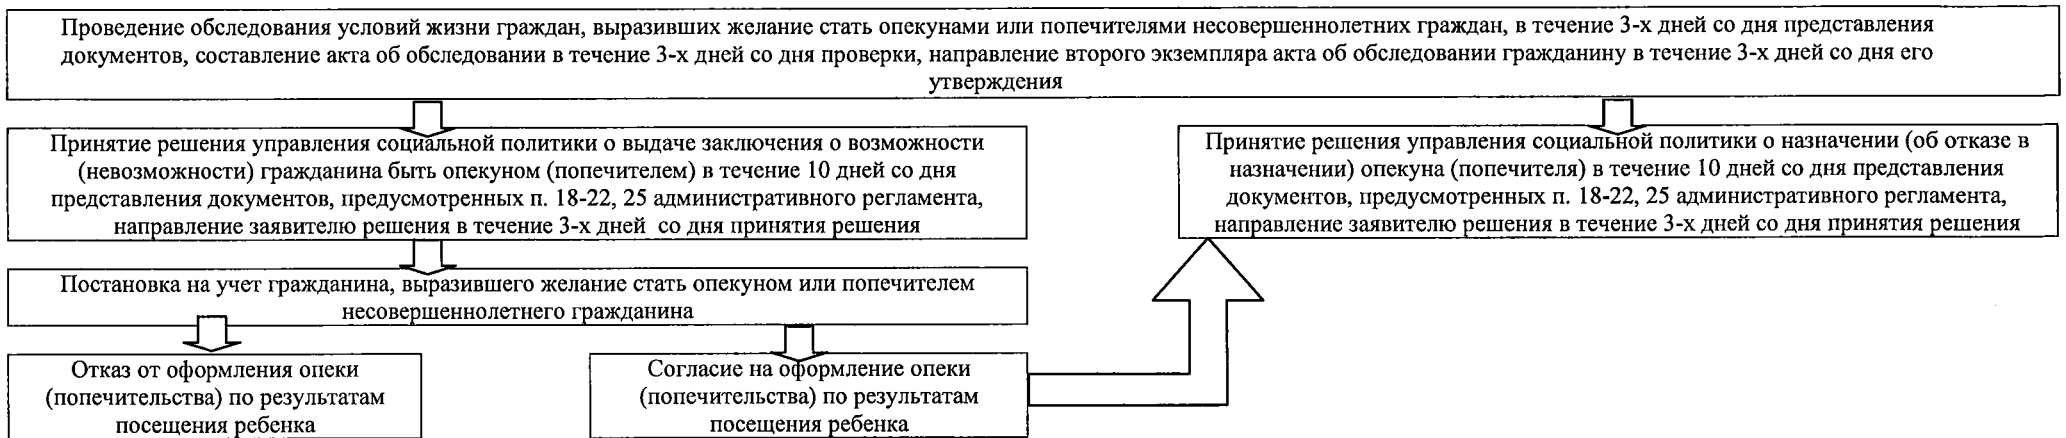 Проведение обследования условий жизни граждан, выразивших желание стать опекунами или попечителями несовершеннолетних граждан, в течение 3-х дней со дня представления
документов, составление акта об обследовании в течение 3-х дней со дня проверки, направление второго экземпляра акта об обследовании гражданину в течение 3-х дней со дня его
утверждения
Принятие решения управления социальной политики о выдаче заключения о возможности
(невозможности) гражданина быть опекуном (попечителем) в течение 10 дней со дня
представления документов, предусмотренных п. 18-22, 25 административного регламента,
направление заявителю решения в течение 3-х дней со дня принятия решения
Принятие решения управления социальной политики о назначении (об отказе в
назначении) опекуна (попечителя) в течение 10 дней со дня представления
документов, предусмотренных п. 18-22, 25 административного регламента,
направление заявителю решения в течение 3-х дней со дня принятия решения
Постановка на учет гражданина, выразившего желание стать опекуном или попечителем
несовершеннолетнего гражданина
Отказ от оформления опеки
(попечительства) по результатам
посещения ребенка
Согласие на оформление опеки
(попечительства) по результатам
посещения ребенка